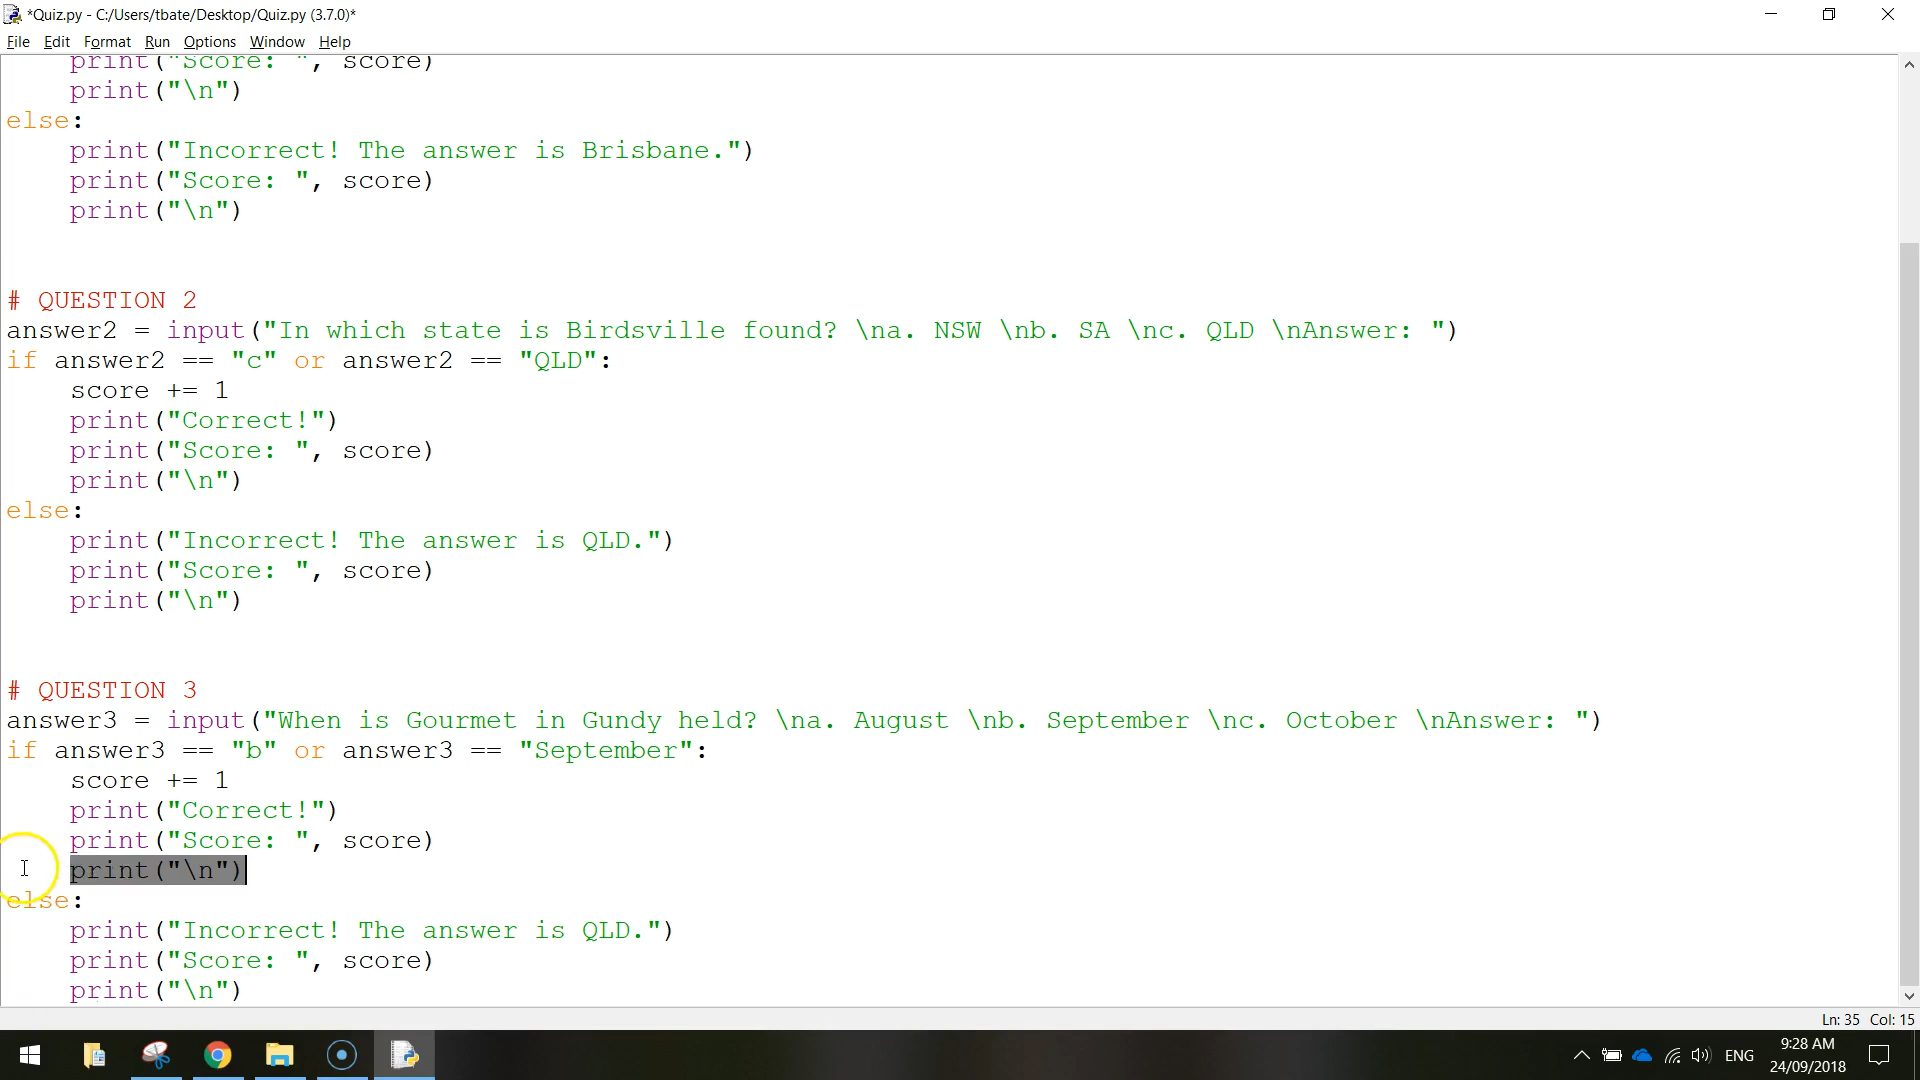 *Quiz.py - C:/Users/tbate/Desktop/Quiz.py (3.7.0)*
File Edit Format Run Options Window Help
    print("Score: ", score)
    print("\n")
else:
    print("Incorrect! The answer is Brisbane.")
    print("Score: ", score)
    print("\n")
# QUESTION 2
answer2 = input("In which state is Birdsville found? \na. NSW \nb. SA \nc. QLD \nAnswer: ")
if answer2 == "c" or answer2 == "QLD":
    score += 1
    print("Correct!")
    print("Score: ", score)
    print("\n")
else:
    print("Incorrect! The answer is QLD.")
    print("Score: ", score)
    print("\n")
# QUESTION 3
answer3 = input("When is Gourmet in Gundy held? \na. August \nb. September \nc. October \nAnswer: ")
if answer3 == "b" or answer3 == "September":
    score += 1
    print("Correct!")
    print("Score: ", score)
    print("\n")
else:
    print("Incorrect! The answer is QLD.")
    print("Score: ", score)
    print("\n")
Ln: 35 Col: 15
ENG
9:28 AM
24/09/2018